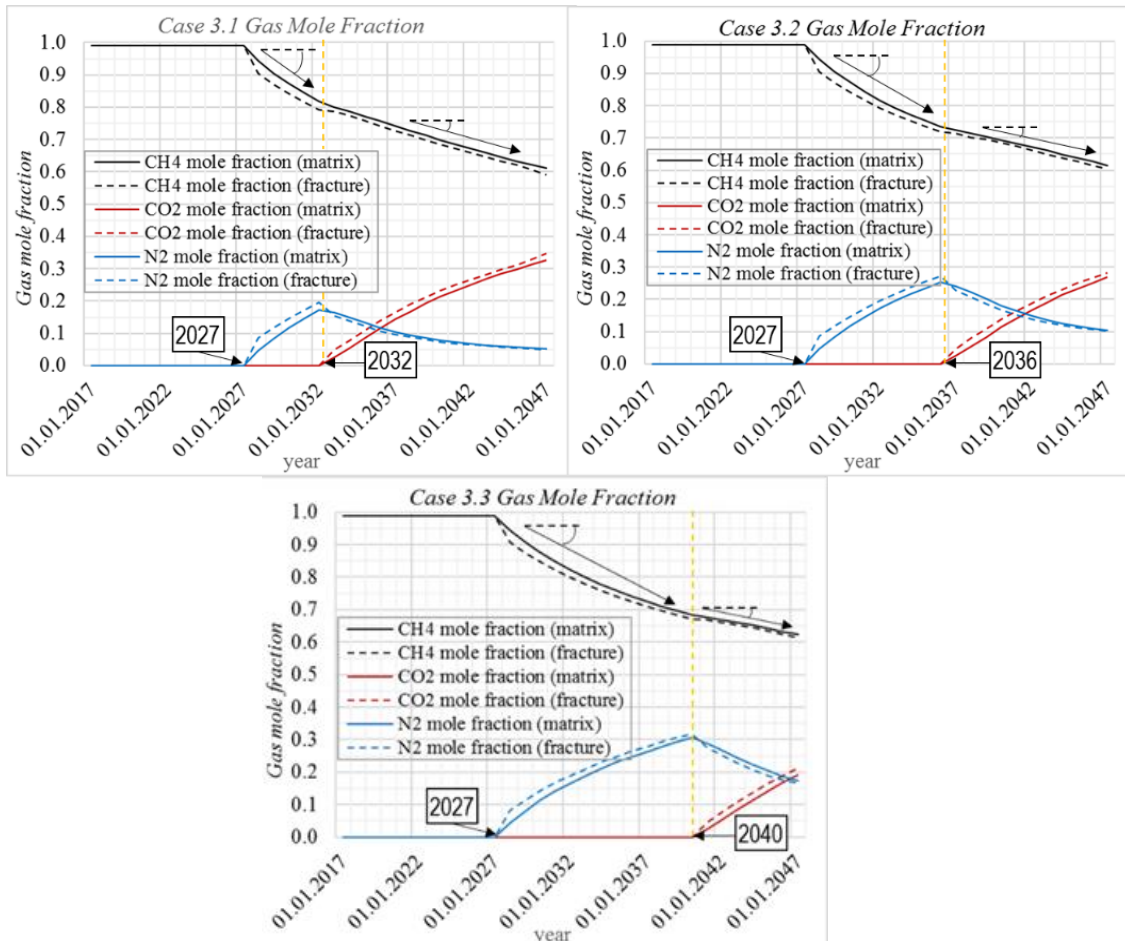 Case 3.1 Gas Mole Fraction
1.0
0.9
0.8
0.7
0.6
0.5
0.4
0.3
0.2
0.1
0.0
Gas mole fraction
CH4 mole fraction (matrix)
CH4 mole fraction (fracture)
CO2 mole fraction (matrix)
CO2 mole fraction (fracture)
N2 mole fraction (matrix)
N2 mole fraction (fracture)
2027
2032
01.01.2017
01.01.2022
01.01.2027
01.01.2032
01.01.2037
01.01.2042
01.01.2047
year
Case 3.2 Gas Mole Fraction
1.0
0.9
0.8
0.7
0.6
0.5
0.4
0.3
0.2
0.1
0.0
Gas mole fraction
CH4 mole fraction (matrix)
CH4 mole fraction (fracture)
CO2 mole fraction (matrix)
CO2 mole fraction (fracture)
N2 mole fraction (matrix)
N2 mole fraction (fracture)
2027
2036
01.01.2017
01.01.2022
01.01.2027
01.01.2032
01.01.2037
01.01.2042
01.01.2047
year
Case 3.3 Gas Mole Fraction
1.0
0.9
0.8
0.7
0.6
0.5
0.4
0.3
0.2
0.1
0.0
Gas mole fraction
CH4 mole fraction (matrix)
CH4 mole fraction (fracture)
CO2 mole fraction (matrix)
CO2 mole fraction (fracture)
N2 mole fraction (matrix)
N2 mole fraction (fracture)
2027
2040
01.01.2017
01.01.2022
01.01.2027
01.01.2032
01.01.2037
01.01.2042
01.01.2047
year